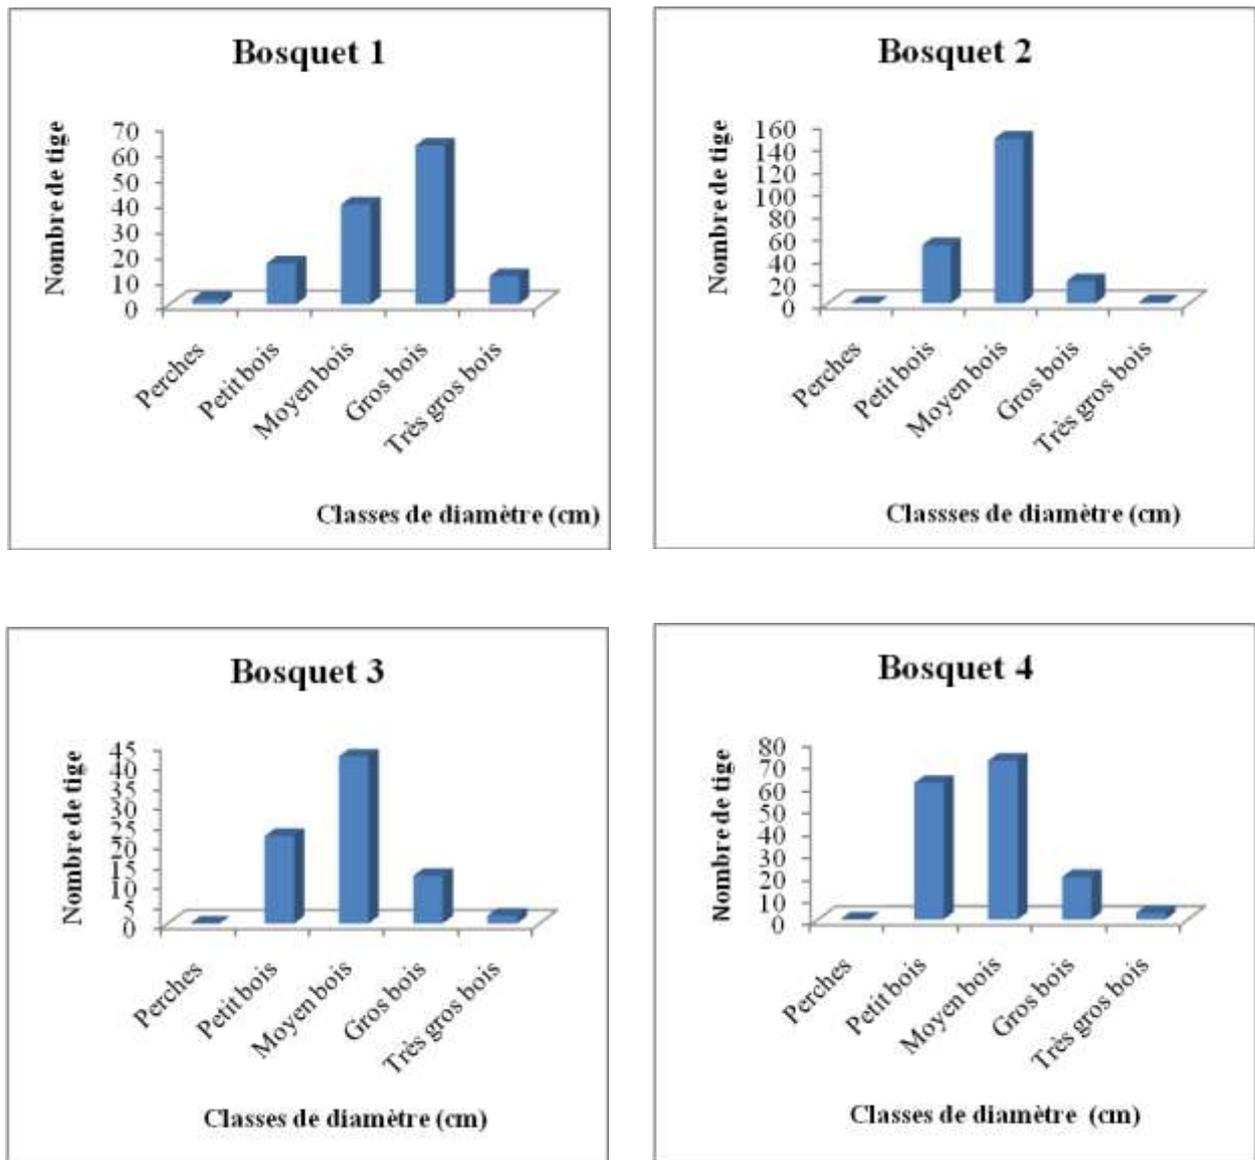 Bosquet 1
Nombre de tige
70
60
50
40
30
20
10
0
Perches
Petit bois
Moyen bois
Gros bois
Très gros bois
Classes de diamètre (cm)
Bosquet 2
Nombre de tige
160
140
120
100
80
60
40
20
0
Perches
Petit bois
Moyen bois
Gros bois
Très gros bois
Classses de diamètre (cm)
Bosquet 3
Nombre de tige
45
40
35
30
25
20
15
10
5
0
Perches
Petit bois
Moyen bois
Gros bois
Très gros bois
Classes de diamètre (cm)
Bosquet 4
Nombre de tige
80
70
60
50
40
30
20
10
0
Perches
Petit bois
Moyen bois
Gros bois
Très gros bois
Classes de diamètre (cm)